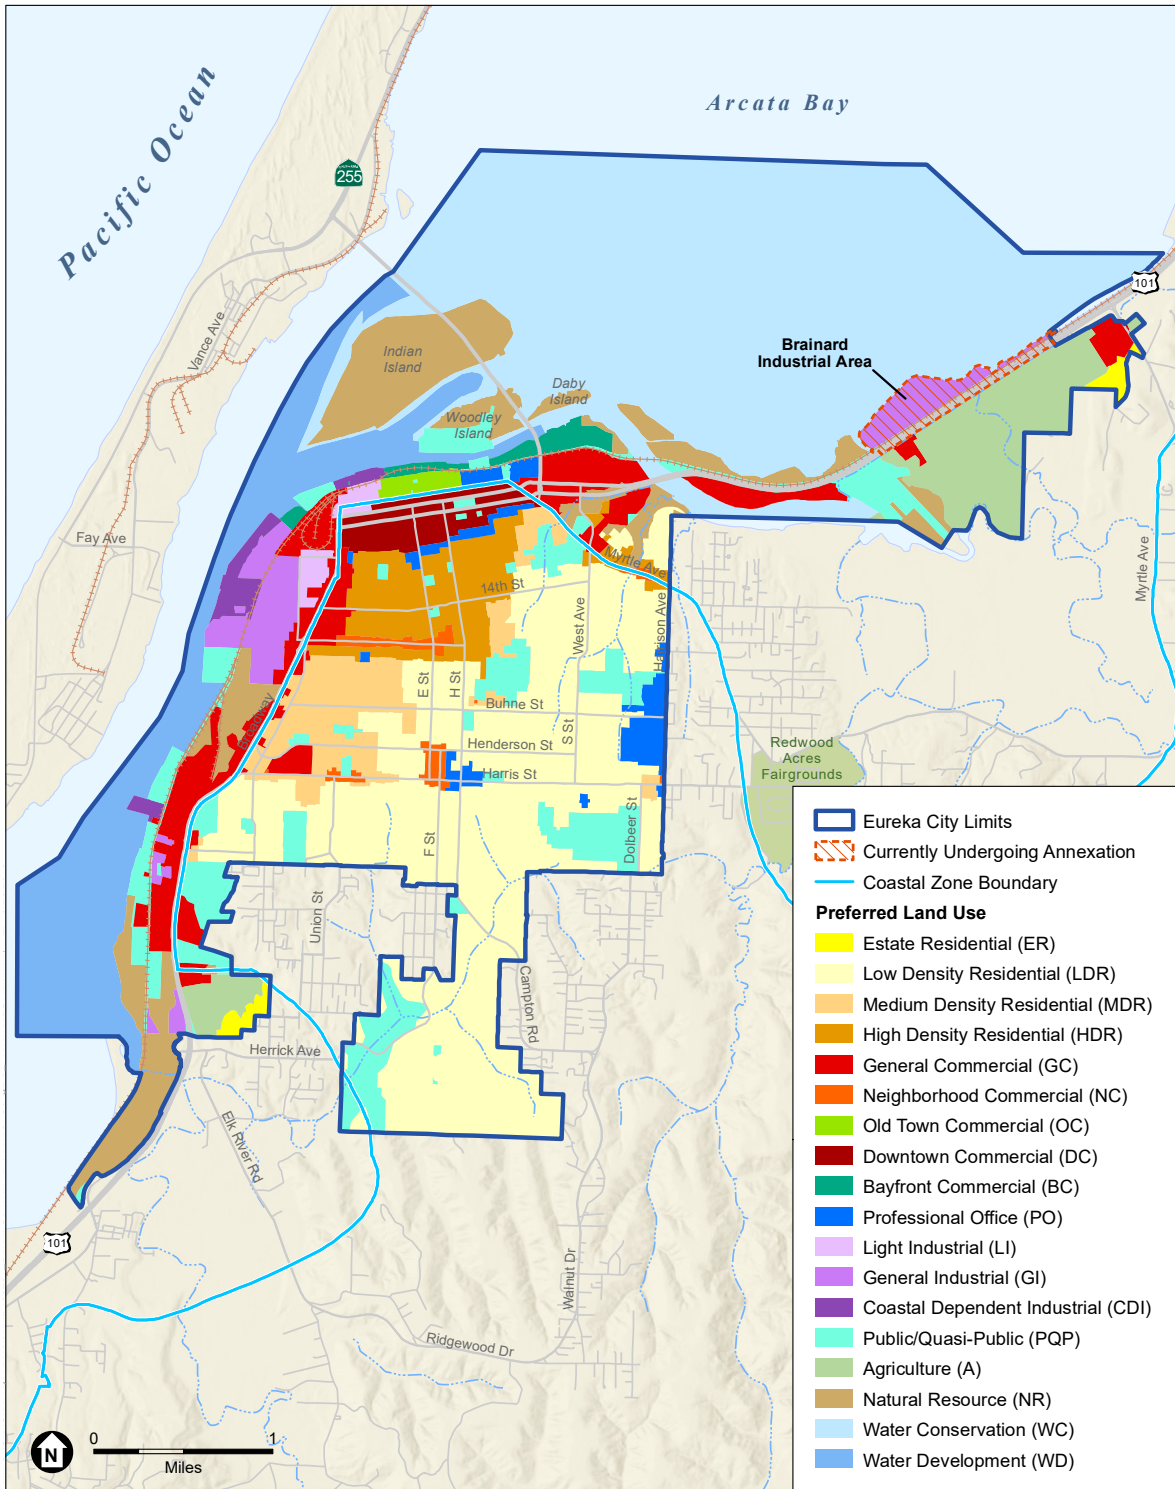 Pacific Ocean
Arcata Bay
255
101
Vance Ave
Brainard
Industrial Area
Indian
Island
Daby
Island
Woodley
Island
Fay Ave
Myrtle Ave
Myrtle Ave
14th St
West Ave
Harrison Ave
E St
H St
Buhne St
S St
Broadway
Henderson St
Harris St
Redwood
Acres
Fairgrounds
F St
Dolbeer St
Union St
Campton Rd
Herrick Ave
Elk River Rd
101
Walnut Dr
Ridgewood Dr
N
0 1
Miles
Eureka City Limits
Currently Undergoing Annexation
Coastal Zone Boundary
Preferred Land Use
Estate Residential (ER)
Low Density Residential (LDR)
Medium Density Residential (MDR)
High Density Residential (HDR)
General Commercial (GC)
Neighborhood Commercial (NC)
Old Town Commercial (OC)
Downtown Commercial (DC)
Bayfront Commercial (BC)
Professional Office (PO)
Light Industrial (LI)
General Industrial (GI)
Coastal Dependent Industrial (CDI)
Public/Quasi-Public (PQP)
Agriculture (A)
Natural Resource (NR)
Water Conservation (WC)
Water Development (WD)